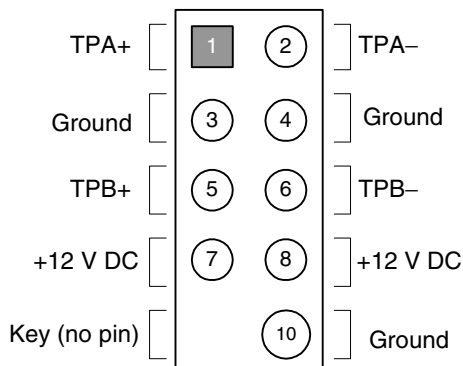 TPA+ 1 2 TPA−
Ground 3 4 Ground
TPB+ 5 6 TPB−
+12 V DC 7 8 +12 V DC
Key (no pin) 10 Ground